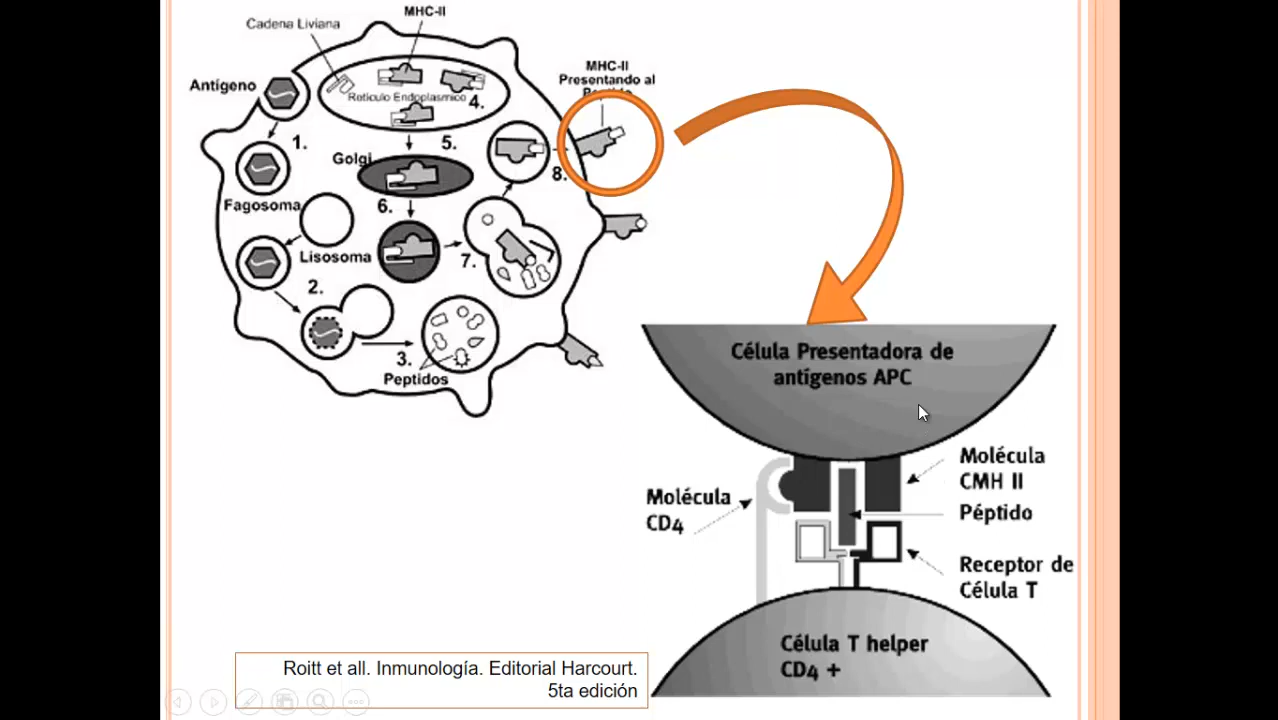 MHC-II
Cadena Liviana
Antígeno
Retículo Endoplasmico
4.
MHC-II
Presentando al
Peptido
1.
5.
Golgi
8.
Fagosoma
6.
Lisosoma
7.
2.
3.
Peptidos
Célula Presentadora de
antígenos APC
Molécula
CMH II
Molécula
CD4
Péptido
Receptor de
Célula T
Célula T helper
CD4 +
Roitt et all. Inmunología. Editorial Harcourt.
5ta edición